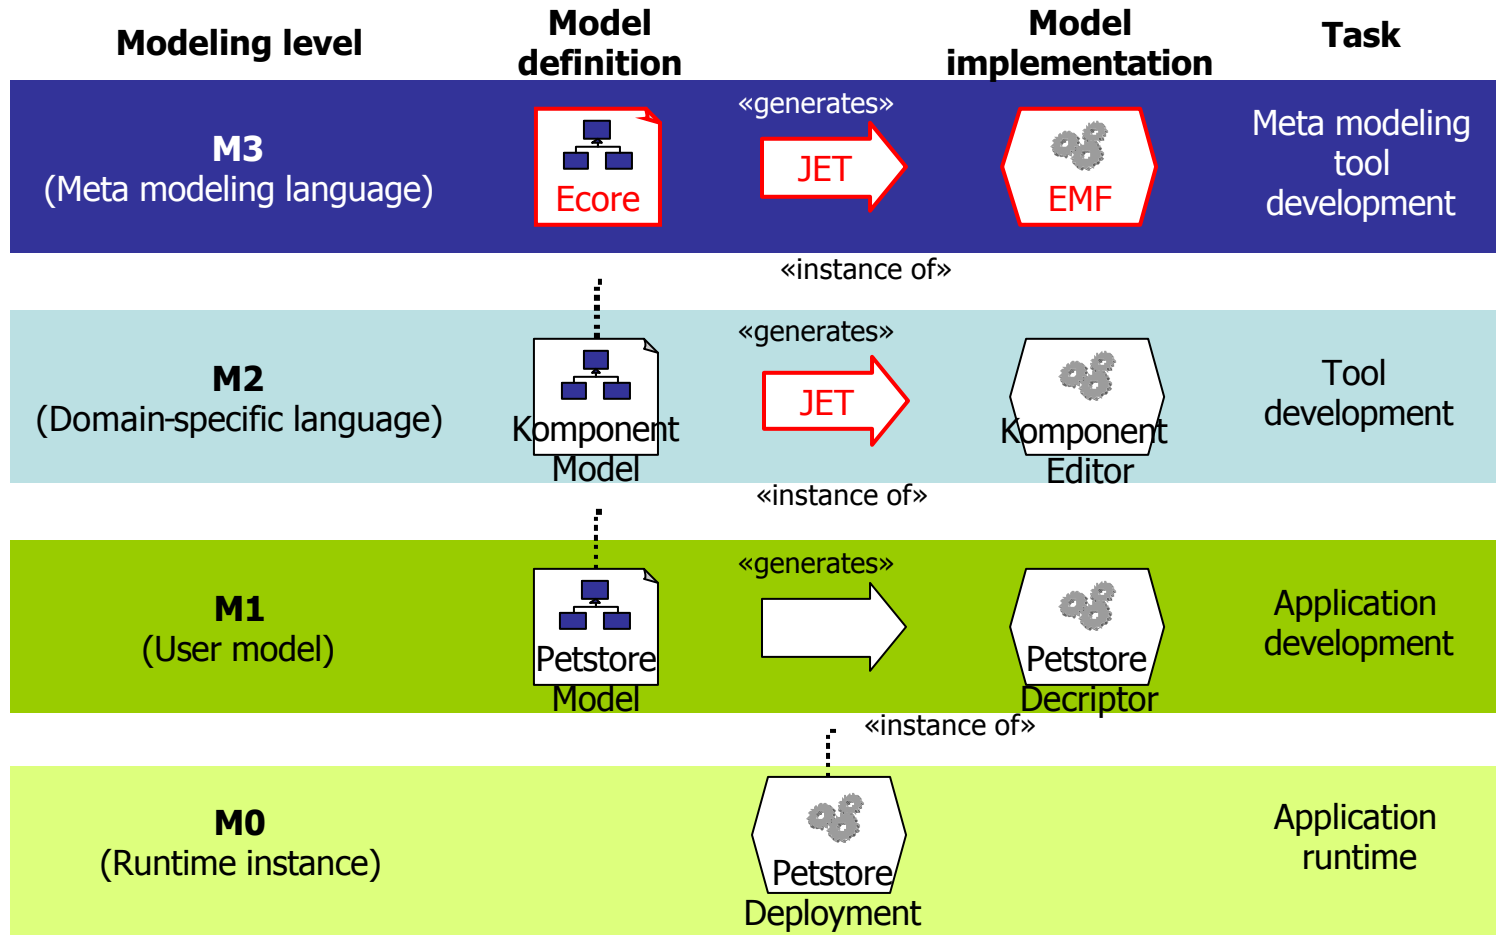 Modeling level
Model
definition
Model
implementation
Task
M3
(Meta modeling language)
Ecore
«generates»
JET
EMF
Meta modeling
tool
development
«instance of»
M2
(Domain-specific language)
Komponent
Model
«generates»
JET
Komponent
Editor
Tool
development
«instance of»
M1
(User model)
Petstore
Model
«generates»
Petstore
Decriptor
Application
development
«instance of»
M0
(Runtime instance)
Petstore
Deployment
Application
runtime